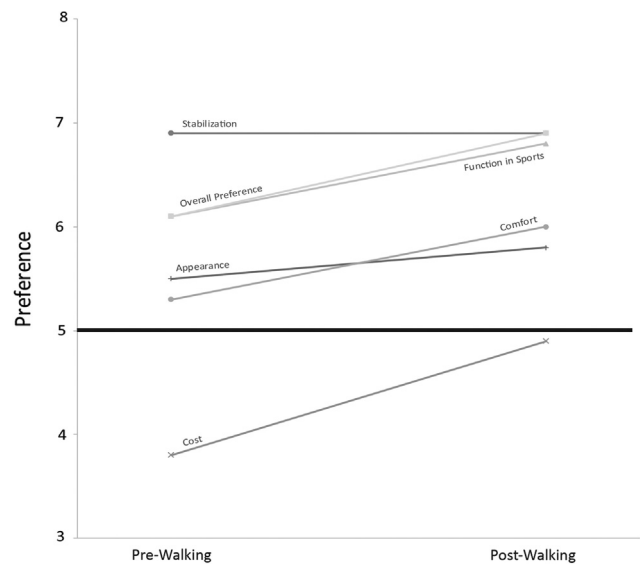 8
Stabilization
7
Function in Sports
Overall Preference
6
Comfort
Appearance
Preference
5
4
Cost
3
Pre-Walking
Post-Walking